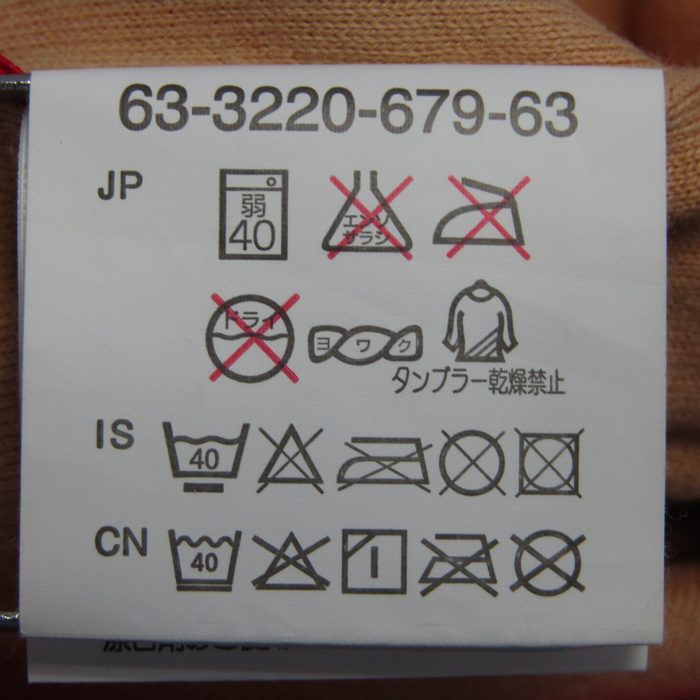 63-3220-679-63
JP
弱
40
エンソ
サラシ
ドライ
ヨワク
タンブラー乾燥禁止
IS
40
CN
40